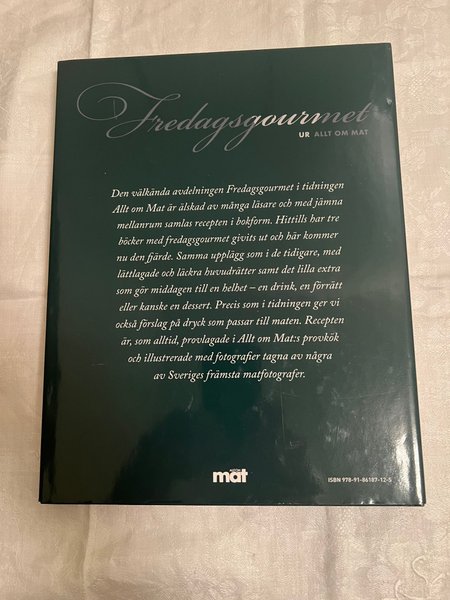 Fredagsgourmet
UR ALLT OM MAT
Den välkända avdelningen Fredagsgourmet i tidningen
Allt om Mat är älskad av många läsare och med jämna
mellanrum samlas recepten i bokform. Hittills har tre
böcker med fredagsgourmet givits ut och här kommer
nu den fjärde. Samma upplägg som i de tidigare, med
lättlagade och läckra huvudrätter samt det lilla extra
som gör middagen till en helhet – en drink, en förrätt
eller kanske en dessert. Precis som i tidningen ger vi
också förslag på dryck som passar till maten. Recepten
är, som alltid, provlagade i Allt om Mat:s provkök
och illustrerade med fotografier tagna av några
av Sveriges främsta matfotografer.
mat
ISBN 978-91-86187-12-5